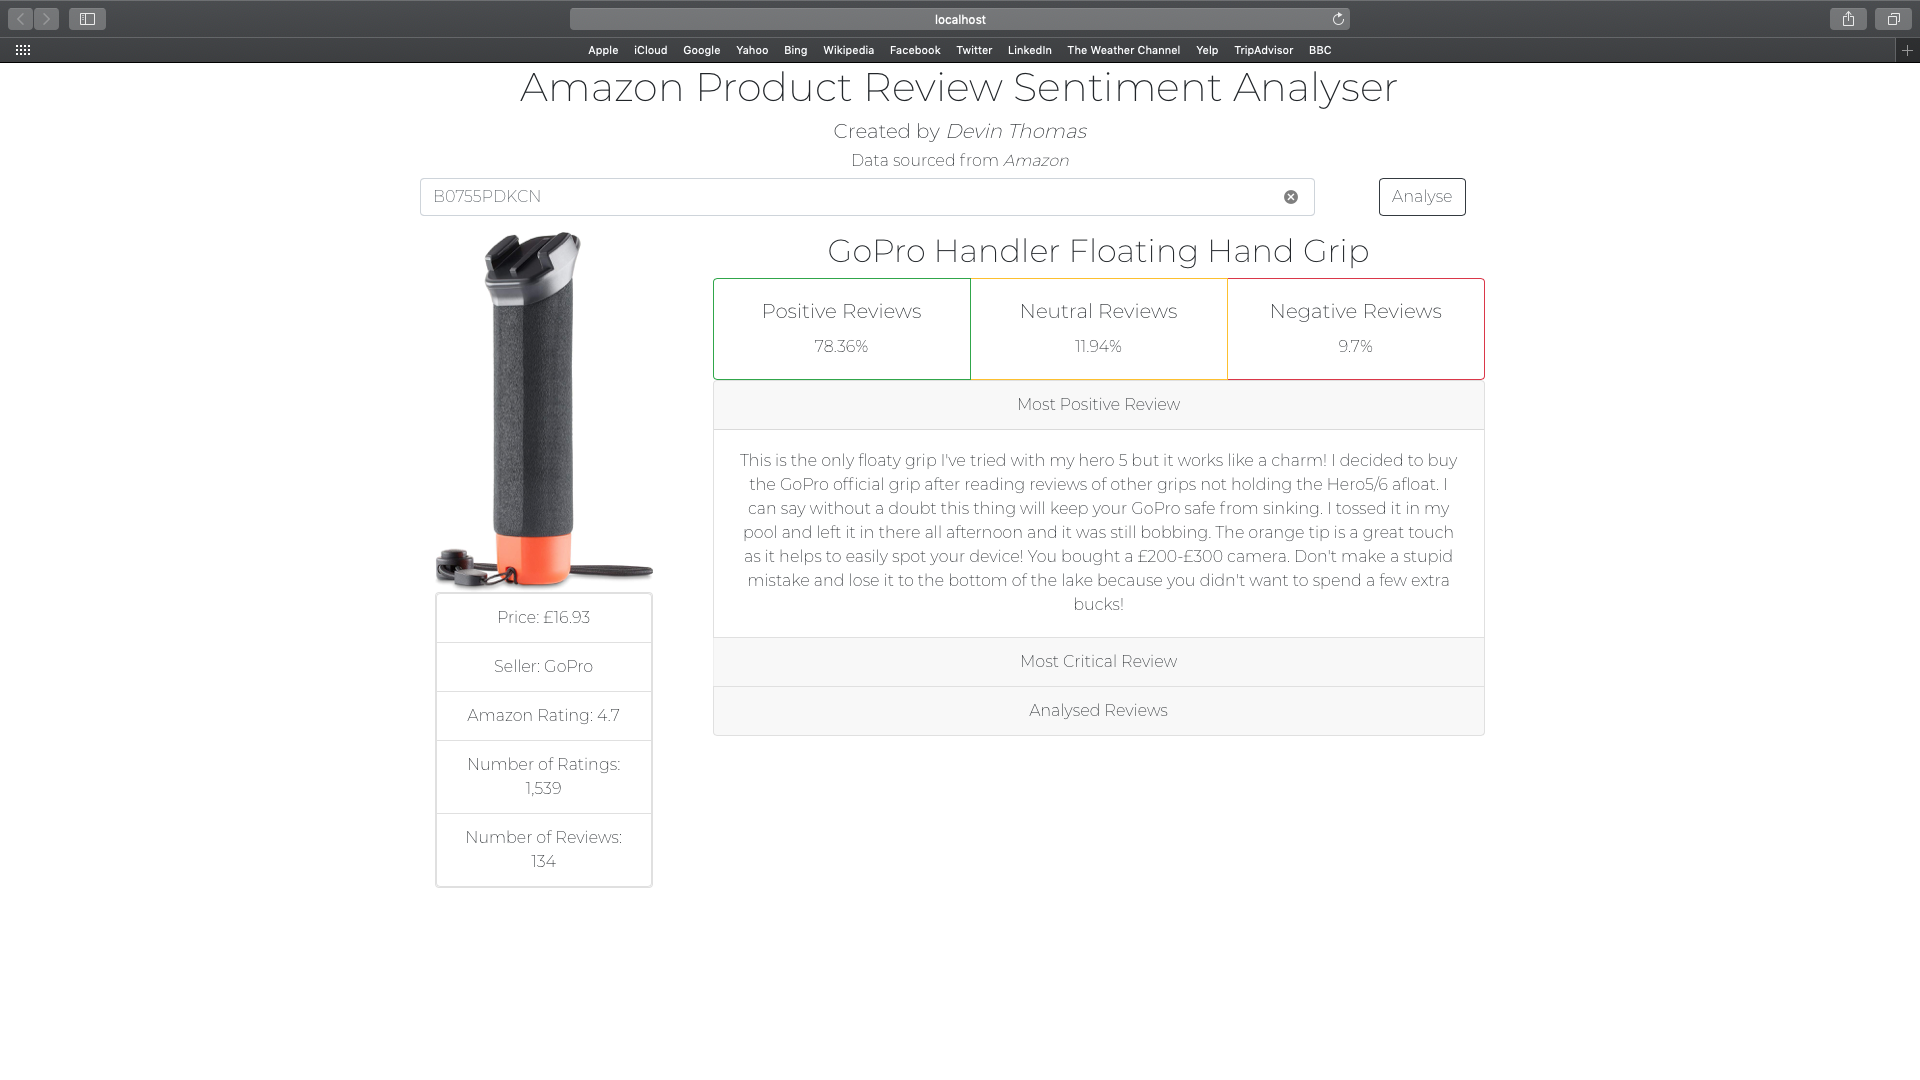 localhost
Apple iCloud Google Yahoo Bing Wikipedia Facebook Twitter LinkedIn The Weather Channel Yelp TripAdvisor BBC
Amazon Product Review Sentiment Analyser
Created by Devin Thomas
Data sourced from Amazon
B0755PDKCN
Analyse
GoPro Handler Floating Hand Grip
Positive Reviews
78.36%
Neutral Reviews
11.94%
Negative Reviews
9.7%
Most Positive Review
This is the only floaty grip I've tried with my hero 5 but it works like a charm! I decided to buy
the GoPro official grip after reading reviews of other grips not holding the Hero5/6 afloat. I
can say without a doubt this thing will keep your GoPro safe from sinking. I tossed it in my
pool and left it in there all afternoon and it was still bobbing. The orange tip is a great touch
as it helps to easily spot your device! You bought a £200-£300 camera. Don't make a stupid
mistake and lose it to the bottom of the lake because you didn't want to spend a few extra
bucks!
Most Critical Review
Analysed Reviews
Price: £16.93
Seller: GoPro
Amazon Rating: 4.7
Number of Ratings:
1,539
Number of Reviews:
134